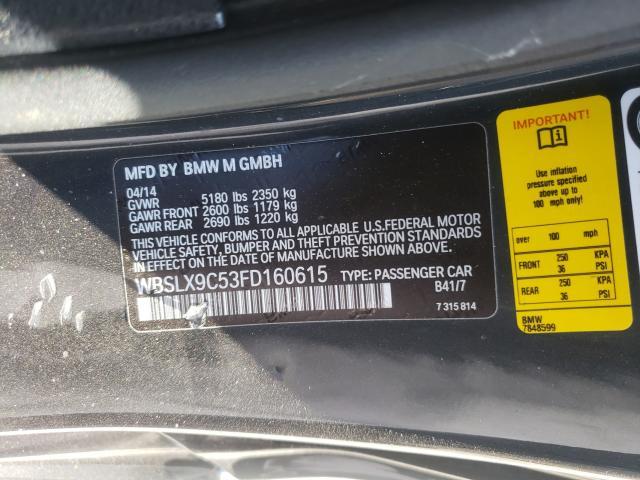 MFD BY BMW M GMBH
04/14
GVWR 5180 lbs 2350 kg
GAWR FRONT 2600 lbs 1179 kg
GAWR REAR 2690 lbs 1220 kg
THIS VEHICLE CONFORMS TO ALL APPLICABLE U.S.FEDERAL MOTOR
VEHICLE SAFETY, BUMPER AND THEFT PREVENTION STANDARDS
IN EFFECT ON THE DATE OF MANUFACTURE SHOWN ABOVE.
WBSLX9C53FD160615 TYPE: PASSENGER CAR
B41/7
7 315 814
IMPORTANT!
Use inflation
pressure specified
above up to
100 mph only!
over 100 mph
FRONT 250 KPA
36 PSI
REAR 250 KPA
36 PSI
BMW
7848599